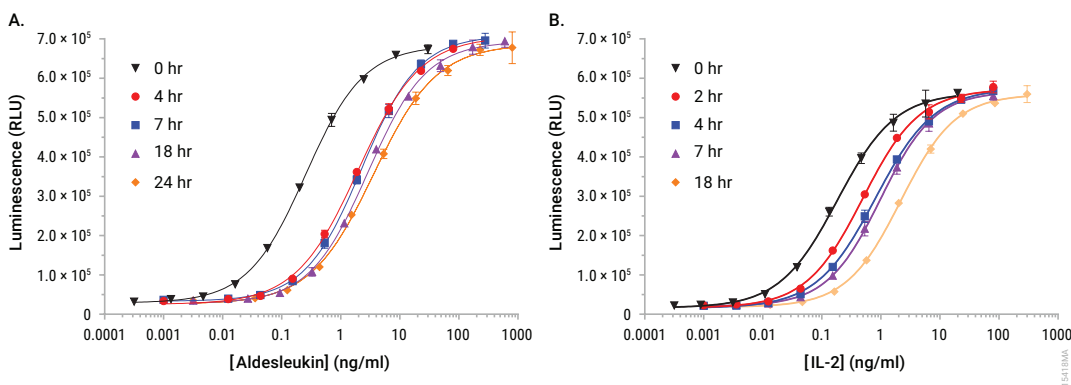 A.
Luminescence (RLU)
7.0 × 10⁵
6.0 × 10⁵
5.0 × 10⁵
4.0 × 10⁵
3.0 × 10⁵
2.0 × 10⁵
1.0 × 10⁵
0
0 hr
4 hr
7 hr
18 hr
24 hr
0.0001 0.001 0.01 0.1 1 10 100 1000
[Aldesleukin] (ng/ml)
B.
Luminescence (RLU)
7.0 × 10⁵
6.0 × 10⁵
5.0 × 10⁵
4.0 × 10⁵
3.0 × 10⁵
2.0 × 10⁵
1.0 × 10⁵
0
0 hr
2 hr
4 hr
7 hr
18 hr
0.0001 0.001 0.01 0.1 1 10 100 1000
[IL-2] (ng/ml)
15418MA